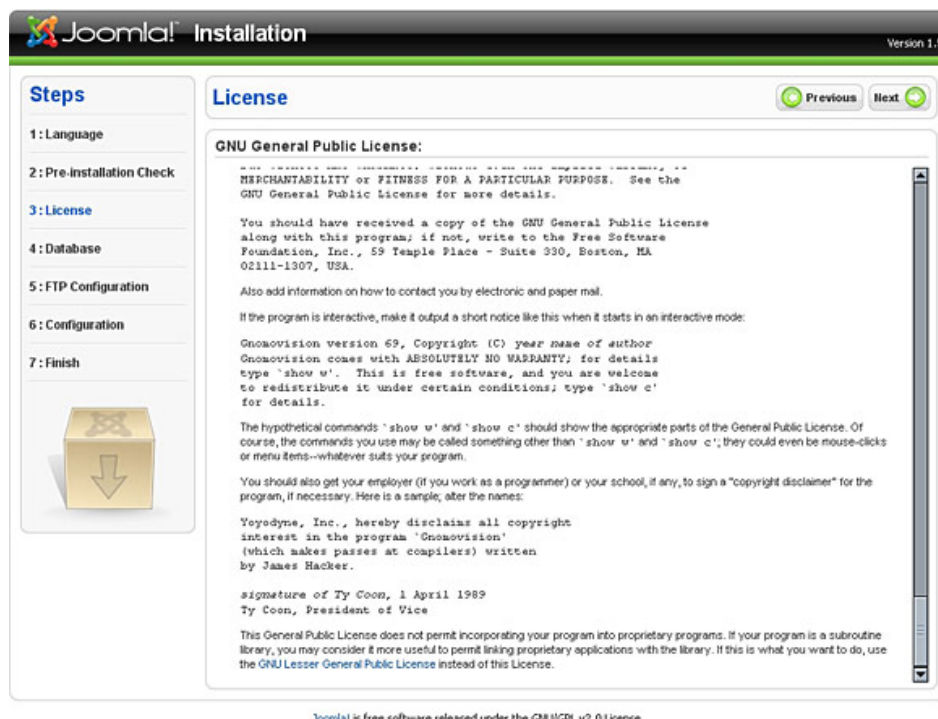 Joomla! Installation
Version 1.
Steps
1 : Language
2 : Pre-installation Check
3 : License
4 : Database
5 : FTP Configuration
6 : Configuration
7 : Finish
License
Previous
Next
GNU General Public License:
MERCHANTABILITY or FITNESS FOR A PARTICULAR PURPOSE. See the
GNU General Public License for more details.
You should have received a copy of the GNU General Public License
along with this program; if not, write to the Free Software
Foundation, Inc., 59 Temple Place - Suite 330, Boston, MA
02111-1307, USA.
Also add information on how to contact you by electronic and paper mail.
If the program is interactive, make it output a short notice like this when it starts in an interactive mode:
Gnomovision version 69, Copyright (C) year name of author
Gnomovision comes with ABSOLUTELY NO WARRANTY; for details
type `show w'. This is free software, and you are welcome
to redistribute it under certain conditions; type `show c'
for details.
The hypothetical commands `show w' and `show c' should show the appropriate parts of the General Public License. Of
course, the commands you use may be called something other than `show w' and `show c'; they could even be mouse-clicks
or menu items--whatever suits your program.
You should also get your employer (if you work as a programmer) or your school, if any, to sign a "copyright disclaimer" for the
program, if necessary. Here is a sample; alter the names:
Yoyodyne, Inc., hereby disclaims all copyright
interest in the program `Gnomovision'
(which makes passes at compilers) written
by James Hacker.
signature of Ty Coon, 1 April 1989
Ty Coon, President of Vice
This General Public License does not permit incorporating your program into proprietary programs. If your program is a subroutine
library, you may consider it more useful to permit linking proprietary applications with the library. If this is what you want to do, use
the GNU Lesser General Public License instead of this License.
Joomla! is free software released under the GNU/GPL v2.0 License.